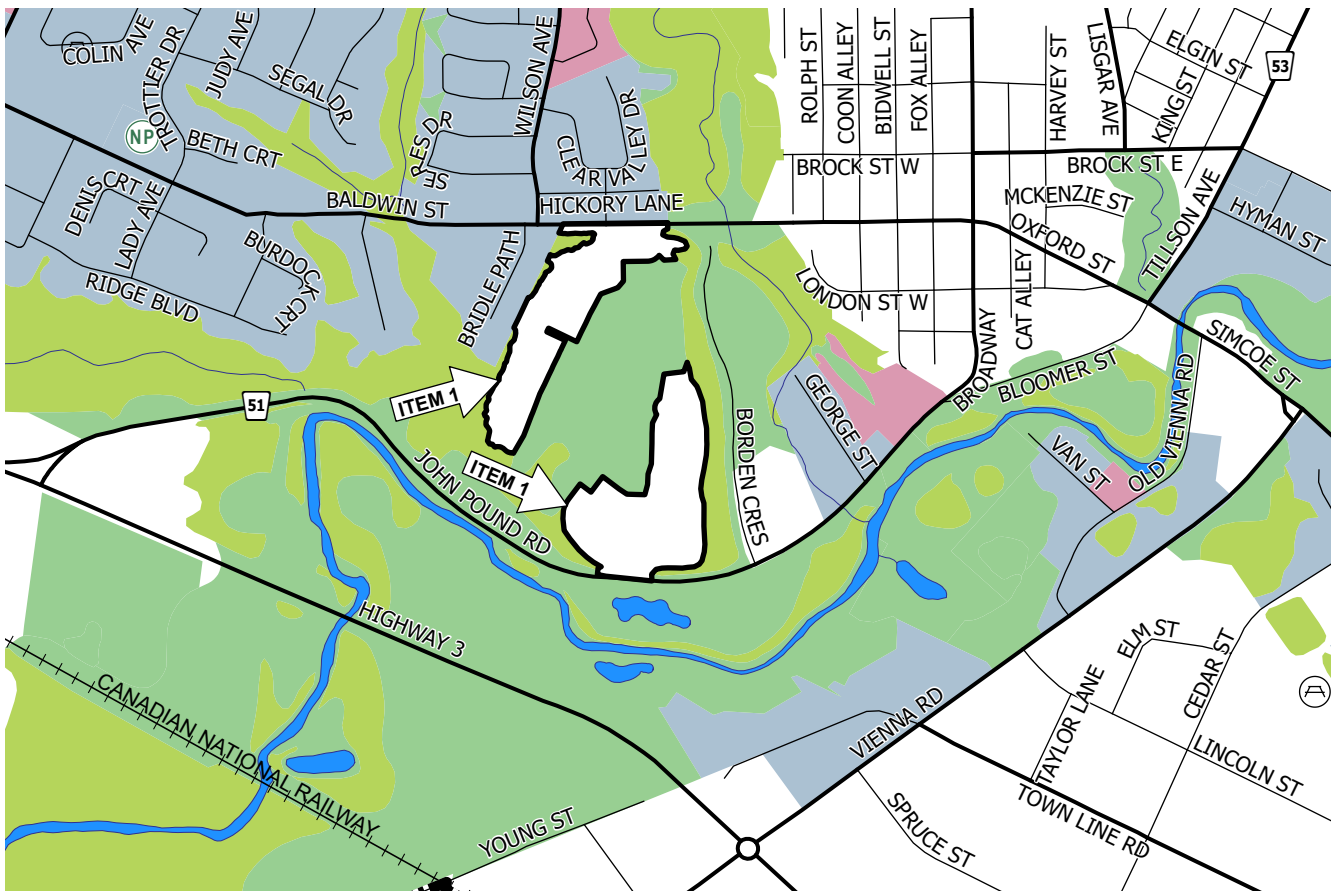 COLIN AVE
TROTTIER DR
JUDY AVE
SEGAL DR
SERRES DR
WILSON AVE
CLEARVALLEY DR
ROLPH ST
COON ALLEY
BIDWELL ST
FOX ALLEY
HARVEY ST
LISGAR AVE
ELGIN ST
KING ST
53
NP
BETH CRT
BROCK ST W
BROCK ST E
DENIS CRT
LADY AVE
BALDWIN ST
HICKORY LANE
MCKENZIE ST
OXFORD ST
TILLSON AVE
HYMAN ST
BURDOCK CRT
RIDGE BLVD
BRIDLE PATH
LONDON ST W
CAT ALLEY
BROADWAY
SIMCOE ST
51
ITEM 1
GEORGE ST
BLOOMER ST
BORDEN CRES
ITEM 1
JOHN POUND RD
VAN ST
OLD VIENNA RD
HIGHWAY 3
CANADIAN NATIONAL RAILWAY
VIENNA RD
TAYLOR LANE
ELM ST
CEDAR ST
LINCOLN ST
TOWN LINE RD
SPRUCE ST
YOUNG ST